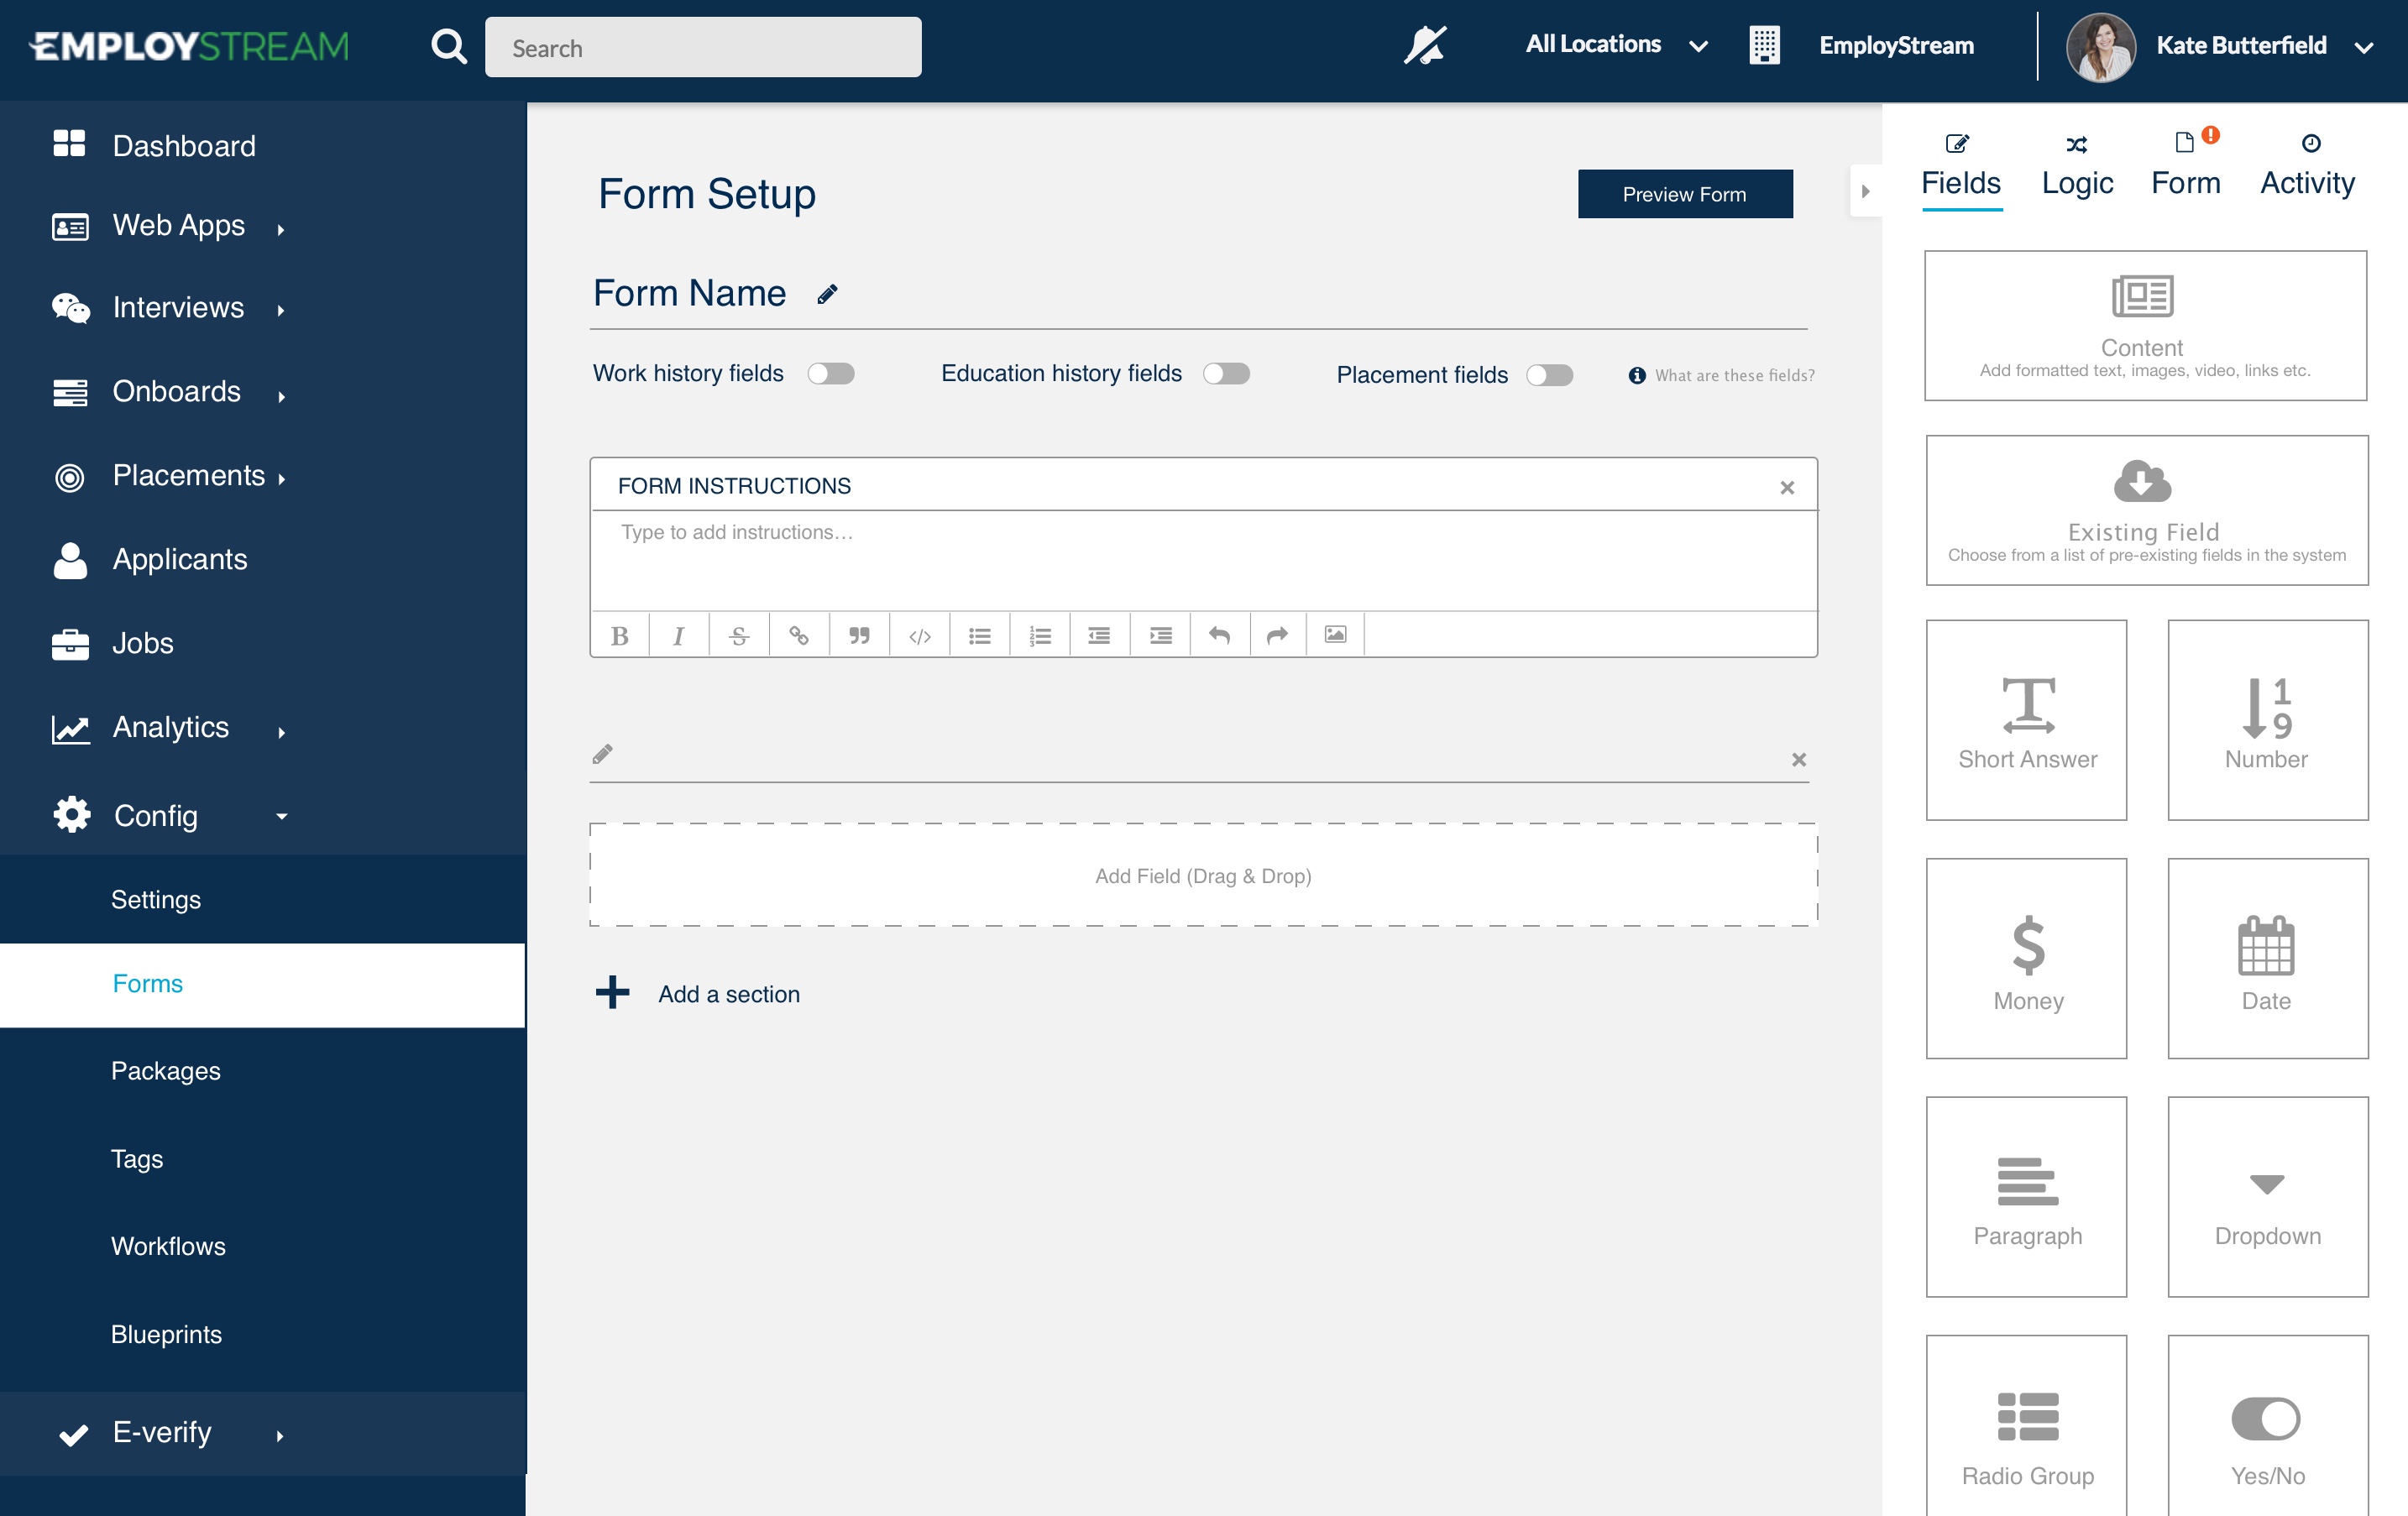 EMPLOYSTREAM
Search
All Locations
EmployStream
Kate Butterfield
Dashboard
Web Apps
Interviews
Onboards
Placements
Applicants
Jobs
Analytics
Config
Settings
Forms
Packages
Tags
Workflows
Blueprints
E-verify
Form Setup
Preview Form
Form Name
Work history fields
Education history fields
Placement fields
What are these fields?
FORM INSTRUCTIONS
Type to add instructions...
Add Field (Drag & Drop)
Add a section
Fields
Logic
Form
Activity
Content
Add formatted text, images, video, links etc.
Existing Field
Choose from a list of pre-existing fields in the system
Short Answer
Number
Money
Date
Paragraph
Dropdown
Radio Group
Yes/No